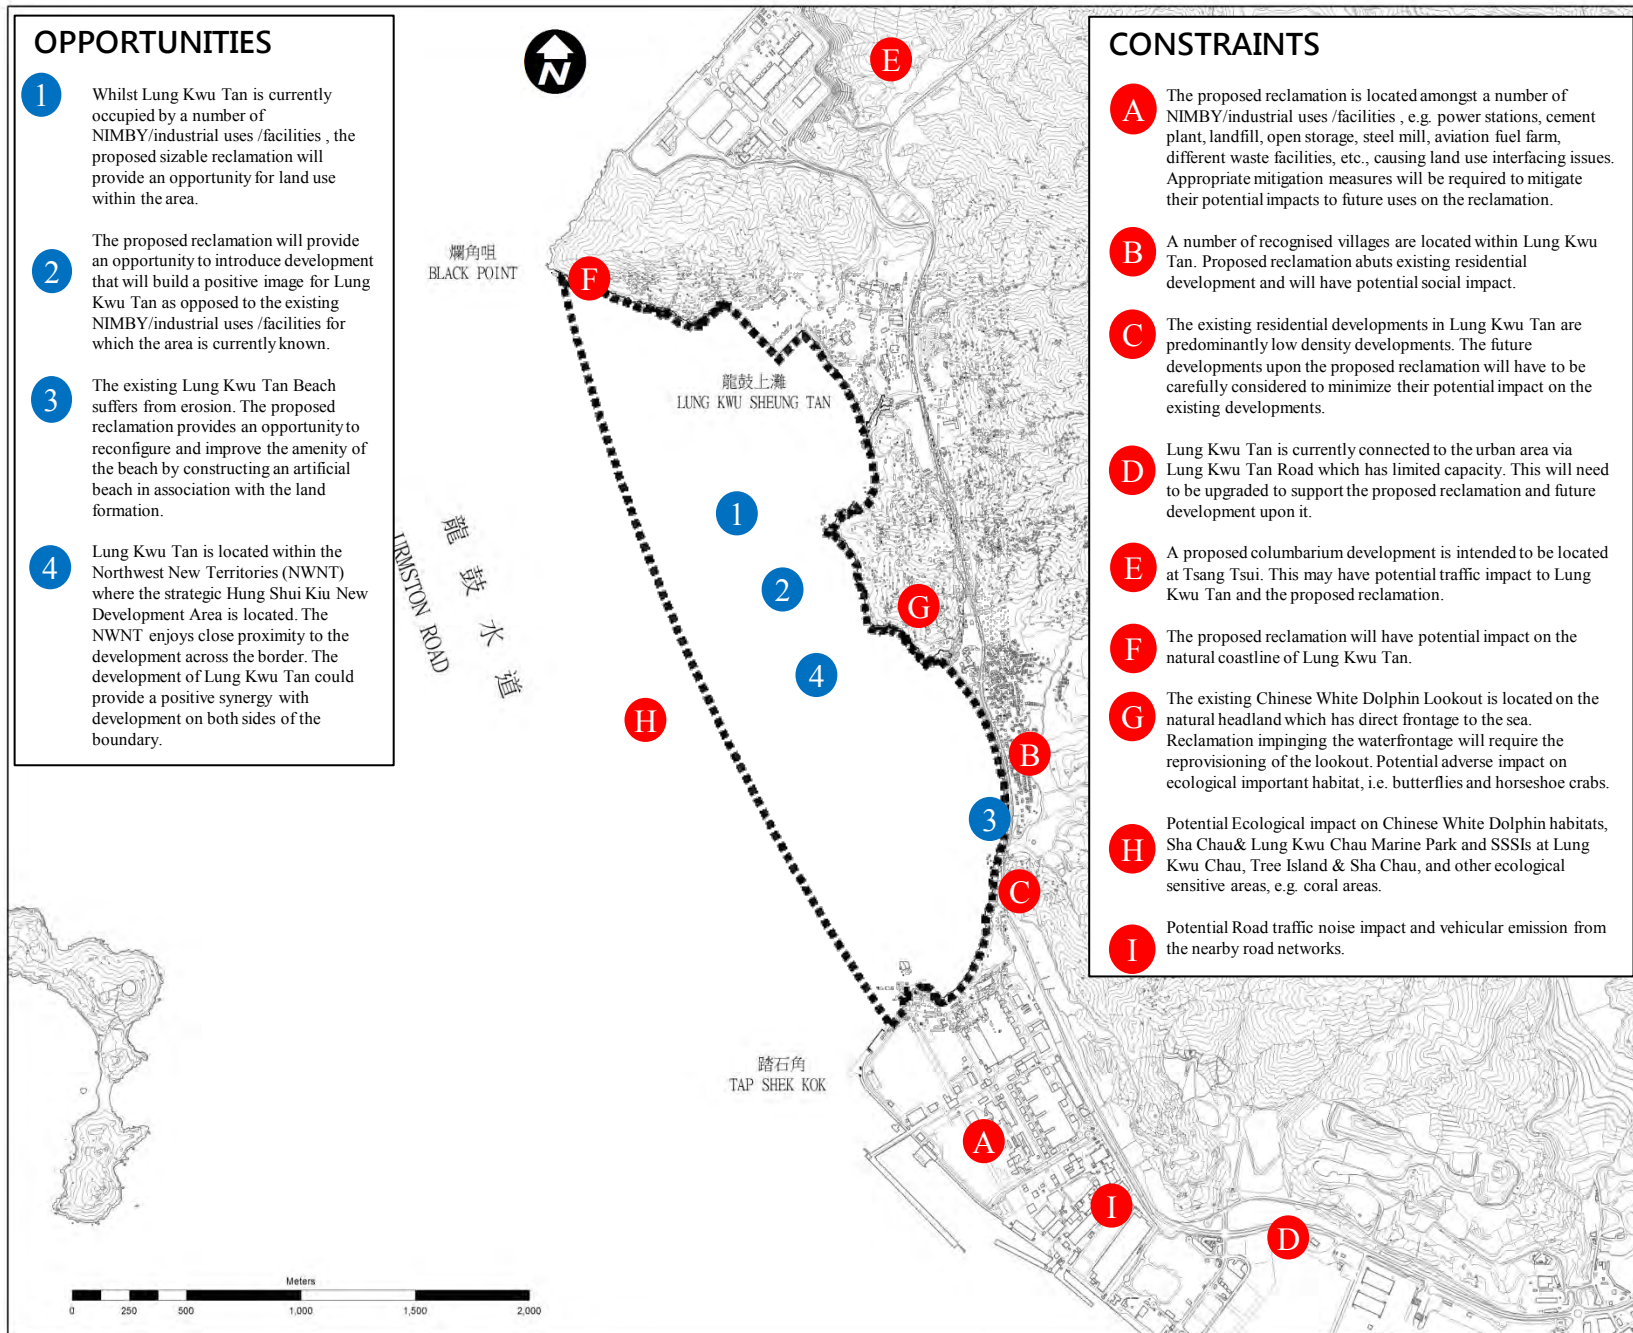 OPPORTUNITIES
1
Whilst Lung Kwu Tan is currently
occupied by a number of
NIMBY/industrial uses /facilities , the
proposed sizable reclamation will
provide an opportunity for land use
within the area.
2
The proposed reclamation will provide
an opportunity to introduce development
that will build a positive image for Lung
Kwu Tan as opposed to the existing
NIMBY/industrial uses /facilities for
which the area is currently known.
3
The existing Lung Kwu Tan Beach
suffers from erosion. The proposed
reclamation provides an opportunity to
reconfigure and improve the amenity of
the beach by constructing an artificial
beach in association with the land
formation.
4
Lung Kwu Tan is located within the
Northwest New Territories (NWNT)
where the strategic Hung Shui Kiu New
Development Area is located. The
NWNT enjoys close proximity to the
development across the border. The
development of Lung Kwu Tan could
provide a positive synergy with
development on both sides of the
boundary.
N
E
爛角咀
BLACK POINT
F
龍鼓上灘
LUNG KWU SHEUNG TAN
1
龍鼓水道
URMSTON ROAD
2
G
4
H
B
3
C
踏石角
TAP SHEK KOK
A
I
D
Meters
0 250 500 1,000 1,500 2,000
CONSTRAINTS
A
The proposed reclamation is located amongst a number of
NIMBY/industrial uses /facilities , e.g. power stations, cement
plant, landfill, open storage, steel mill, aviation fuel farm,
different waste facilities, etc., causing land use interfacing issues.
Appropriate mitigation measures will be required to mitigate
their potential impacts to future uses on the reclamation.
B
A number of recognised villages are located within Lung Kwu
Tan. Proposed reclamation abuts existing residential
development and will have potential social impact.
C
The existing residential developments in Lung Kwu Tan are
predominantly low density developments. The future
developments upon the proposed reclamation will have to be
carefully considered to minimize their potential impact on the
existing developments.
D
Lung Kwu Tan is currently connected to the urban area via
Lung Kwu Tan Road which has limited capacity. This will need
to be upgraded to support the proposed reclamation and future
development upon it.
E
A proposed columbarium development is intended to be located
at Tsang Tsui. This may have potential traffic impact to Lung
Kwu Tan and the proposed reclamation.
F
The proposed reclamation will have potential impact on the
natural coastline of Lung Kwu Tan.
G
The existing Chinese White Dolphin Lookout is located on the
natural headland which has direct frontage to the sea.
Reclamation impinging the waterfrontage will require the
reprovisioning of the lookout. Potential adverse impact on
ecological important habitat, i.e. butterflies and horseshoe crabs.
H
Potential Ecological impact on Chinese White Dolphin habitats,
Sha Chau& Lung Kwu Chau Marine Park and SSSIs at Lung
Kwu Chau, Tree Island & Sha Chau, and other ecological
sensitive areas, e.g. coral areas.
I
Potential Road traffic noise impact and vehicular emission from
the nearby road networks.